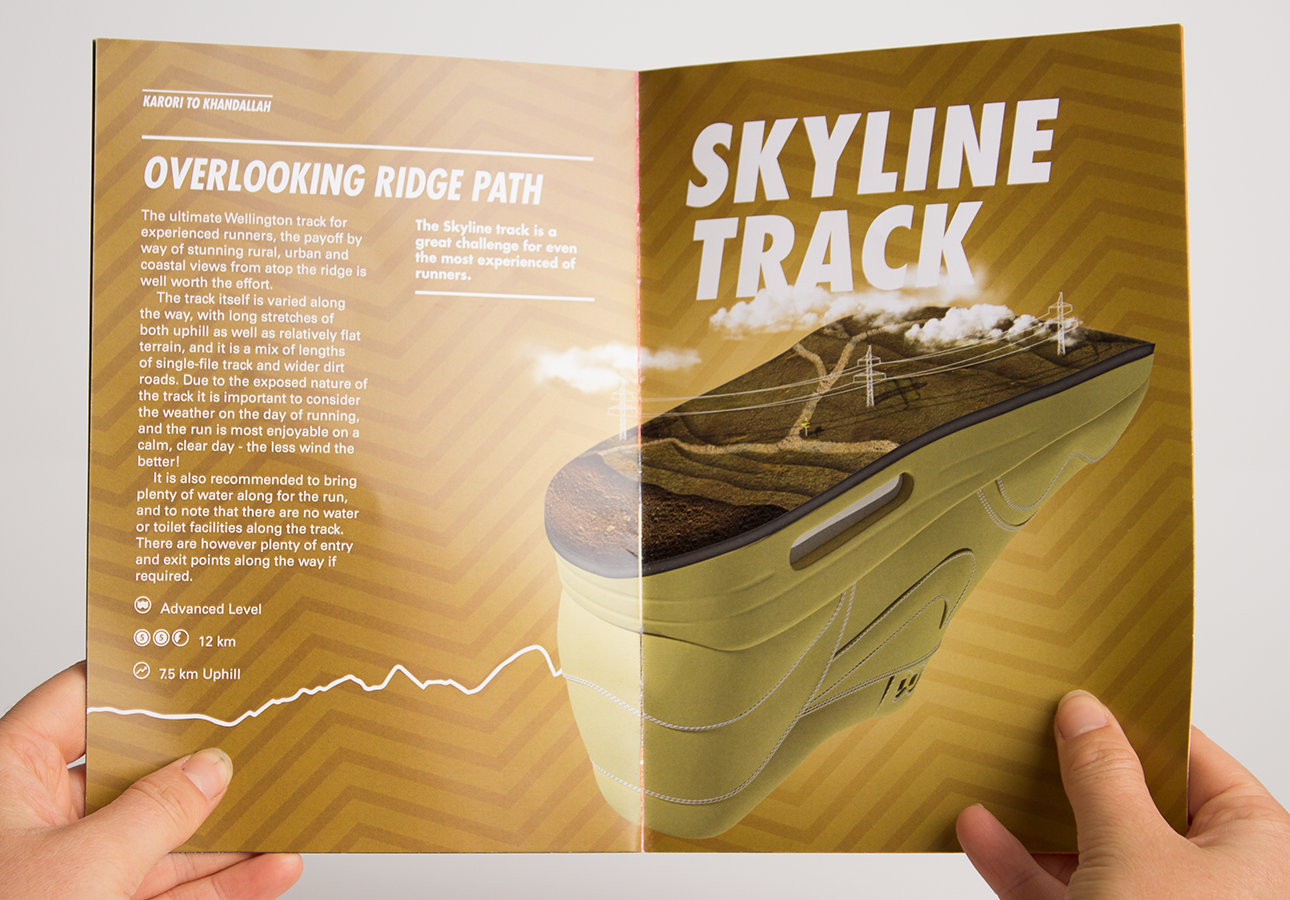 KARORI TO KHANDALLAH
OVERLOOKING RIDGE PATH
The ultimate Wellington track for
experienced runners, the payoff by
way of stunning rural, urban and
coastal views from atop the ridge is
well worth the effort.
The track itself is varied along
the way, with long stretches of
both uphill as well as relatively flat
terrain, and it is a mix of lengths
of single-file track and wider dirt
roads. Due to the exposed nature of
the track it is important to consider
the weather on the day of running,
and the run is most enjoyable on a
calm, clear day - the less wind the
better!
It is also recommended to bring
plenty of water along for the run,
and to note that there are no water
or toilet facilities along the track.
There are however plenty of entry
and exit points along the way if
required.
Advanced Level
12 km
7.5 km Uphill
The Skyline track is a
great challenge for even
the most experienced of
runners.
SKYLINE
TRACK